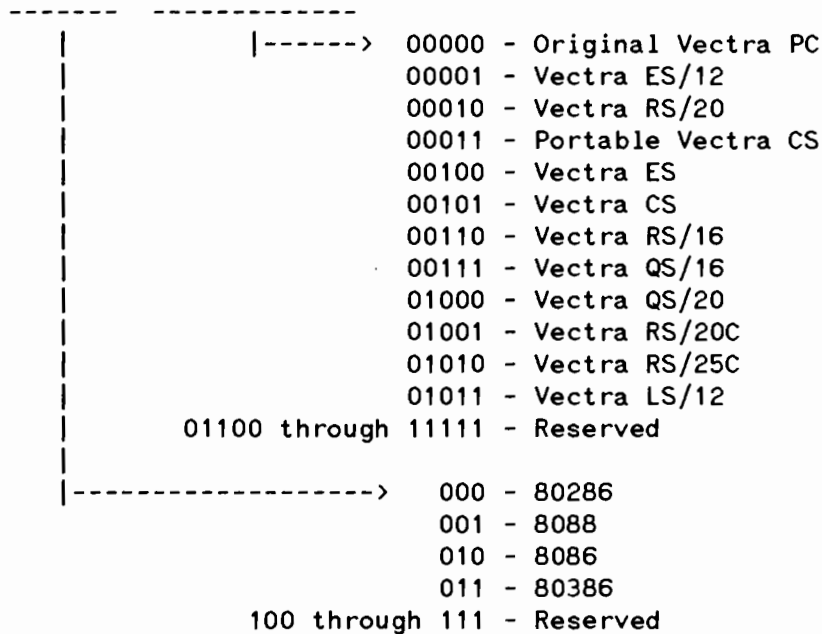 ------- -------------
|------> 00000 - Original Vectra PC
00001 - Vectra ES/12
00010 - Vectra RS/20
00011 - Portable Vectra CS
00100 - Vectra ES
00101 - Vectra CS
00110 - Vectra RS/16
00111 - Vectra QS/16
01000 - Vectra QS/20
01001 - Vectra RS/20C
01010 - Vectra RS/25C
01011 - Vectra LS/12
01100 through 11111 - Reserved
|-------------------> 000 - 80286
001 - 8088
010 - 8086
011 - 80386
100 through 111 - Reserved